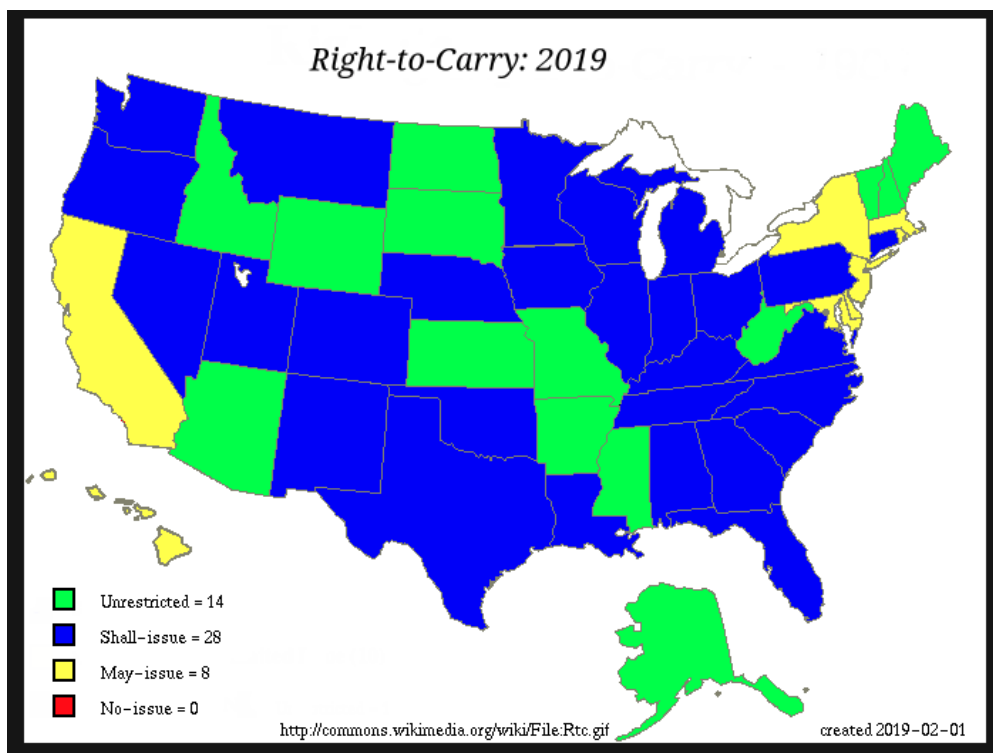 Right-to-Carry: 2019
Unrestricted = 14
Shall-issue = 28
May-issue = 8
No-issue = 0
http://commons.wikimedia.org/wiki/File:Rtc.gif
created 2019-02-01